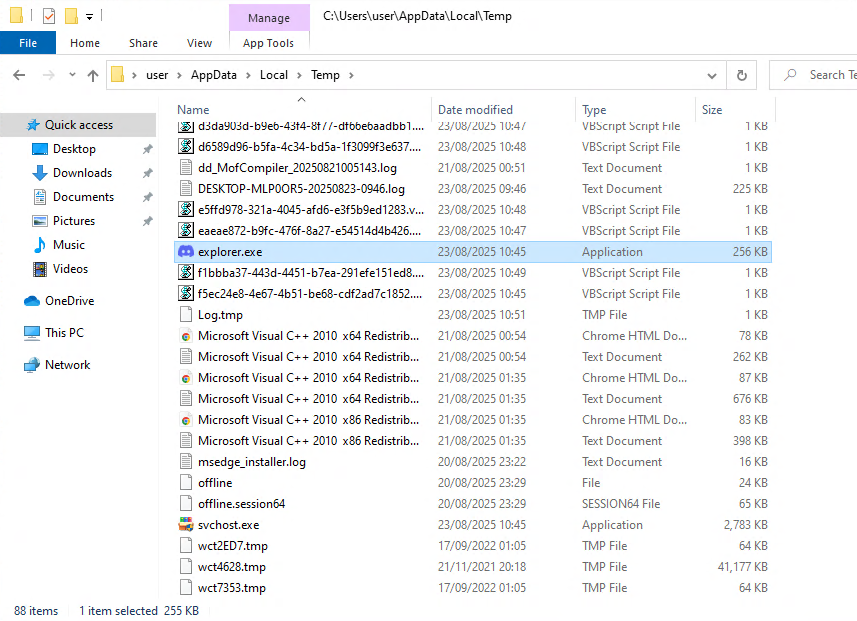 Manage
C:\Users\user\AppData\Local\Temp
File Home Share View App Tools
user > AppData > Local > Temp >
Search Te
Name Date modified Type Size
Quick access
Desktop
Downloads
Documents
Pictures
Music
Videos
OneDrive
This PC
Network
d3da903d-b9e6-43f4-8f77-df66e6aadbb1.... 23/08/2025 10:47 VBScript Script File 1 KB
d6589d96-b5fa-4c34-bd5a-1f3099f3e637.... 23/08/2025 10:48 VBScript Script File 1 KB
dd_MofCompiler_20250821005143.log 21/08/2025 00:51 Text Document 1 KB
DESKTOP-MLP0OR5-20250823-0946.log 23/08/2025 09:46 Text Document 225 KB
e5ffd978-321a-4045-afd6-e3f5b9ed1283.v... 23/08/2025 10:48 VBScript Script File 1 KB
eaeae872-b9fc-476f-8a27-e54514d4b426.... 23/08/2025 10:47 VBScript Script File 1 KB
explorer.exe 23/08/2025 10:45 Application 256 KB
f1bbba37-443d-4451-b7ea-291efe151ed8.... 23/08/2025 10:49 VBScript Script File 1 KB
f5ec24e8-4e67-4b51-be68-cdf2ad7c1852.... 23/08/2025 10:45 VBScript Script File 1 KB
Log.tmp 23/08/2025 10:51 TMP File 1 KB
Microsoft Visual C++ 2010 x64 Redistrib... 21/08/2025 00:54 Chrome HTML Do... 78 KB
Microsoft Visual C++ 2010 x64 Redistrib... 21/08/2025 00:54 Text Document 262 KB
Microsoft Visual C++ 2010 x64 Redistrib... 21/08/2025 01:35 Chrome HTML Do... 87 KB
Microsoft Visual C++ 2010 x64 Redistrib... 21/08/2025 01:35 Text Document 676 KB
Microsoft Visual C++ 2010 x86 Redistrib... 21/08/2025 01:35 Chrome HTML Do... 83 KB
Microsoft Visual C++ 2010 x86 Redistrib... 21/08/2025 01:35 Text Document 398 KB
msedge_installer.log 20/08/2025 23:22 Text Document 16 KB
offline 20/08/2025 23:29 File 24 KB
offline.session64 20/08/2025 23:29 SESSION64 File 65 KB
svchost.exe 23/08/2025 10:45 Application 2,783 KB
wct2ED7.tmp 17/09/2022 01:05 TMP File 64 KB
wct4628.tmp 21/11/2021 20:18 TMP File 41,177 KB
wct7353.tmp 17/09/2022 01:05 TMP File 64 KB
88 items 1 item selected 255 KB